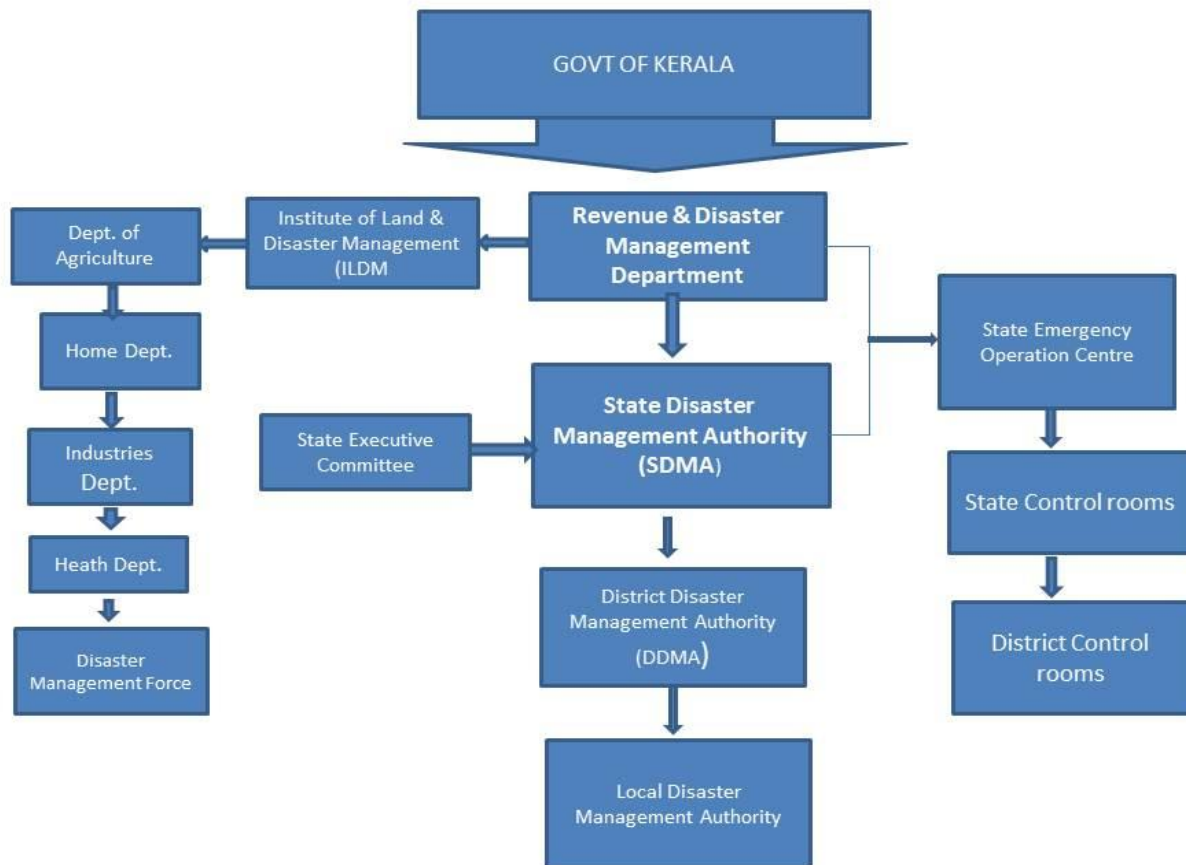 GOVT OF KERALA
Revenue & Disaster
Management
Department
Institute of Land &
Disaster Management
(ILDM
Dept. of
Agriculture
Home Dept.
Industries
Dept.
Heath Dept.
Disaster
Management Force
State Executive
Committee
State Disaster
Management Authority
(SDMA)
District Disaster
Management Authority
(DDMA)
Local Disaster
Management Authority
State Emergency
Operation Centre
State Control rooms
District Control
rooms